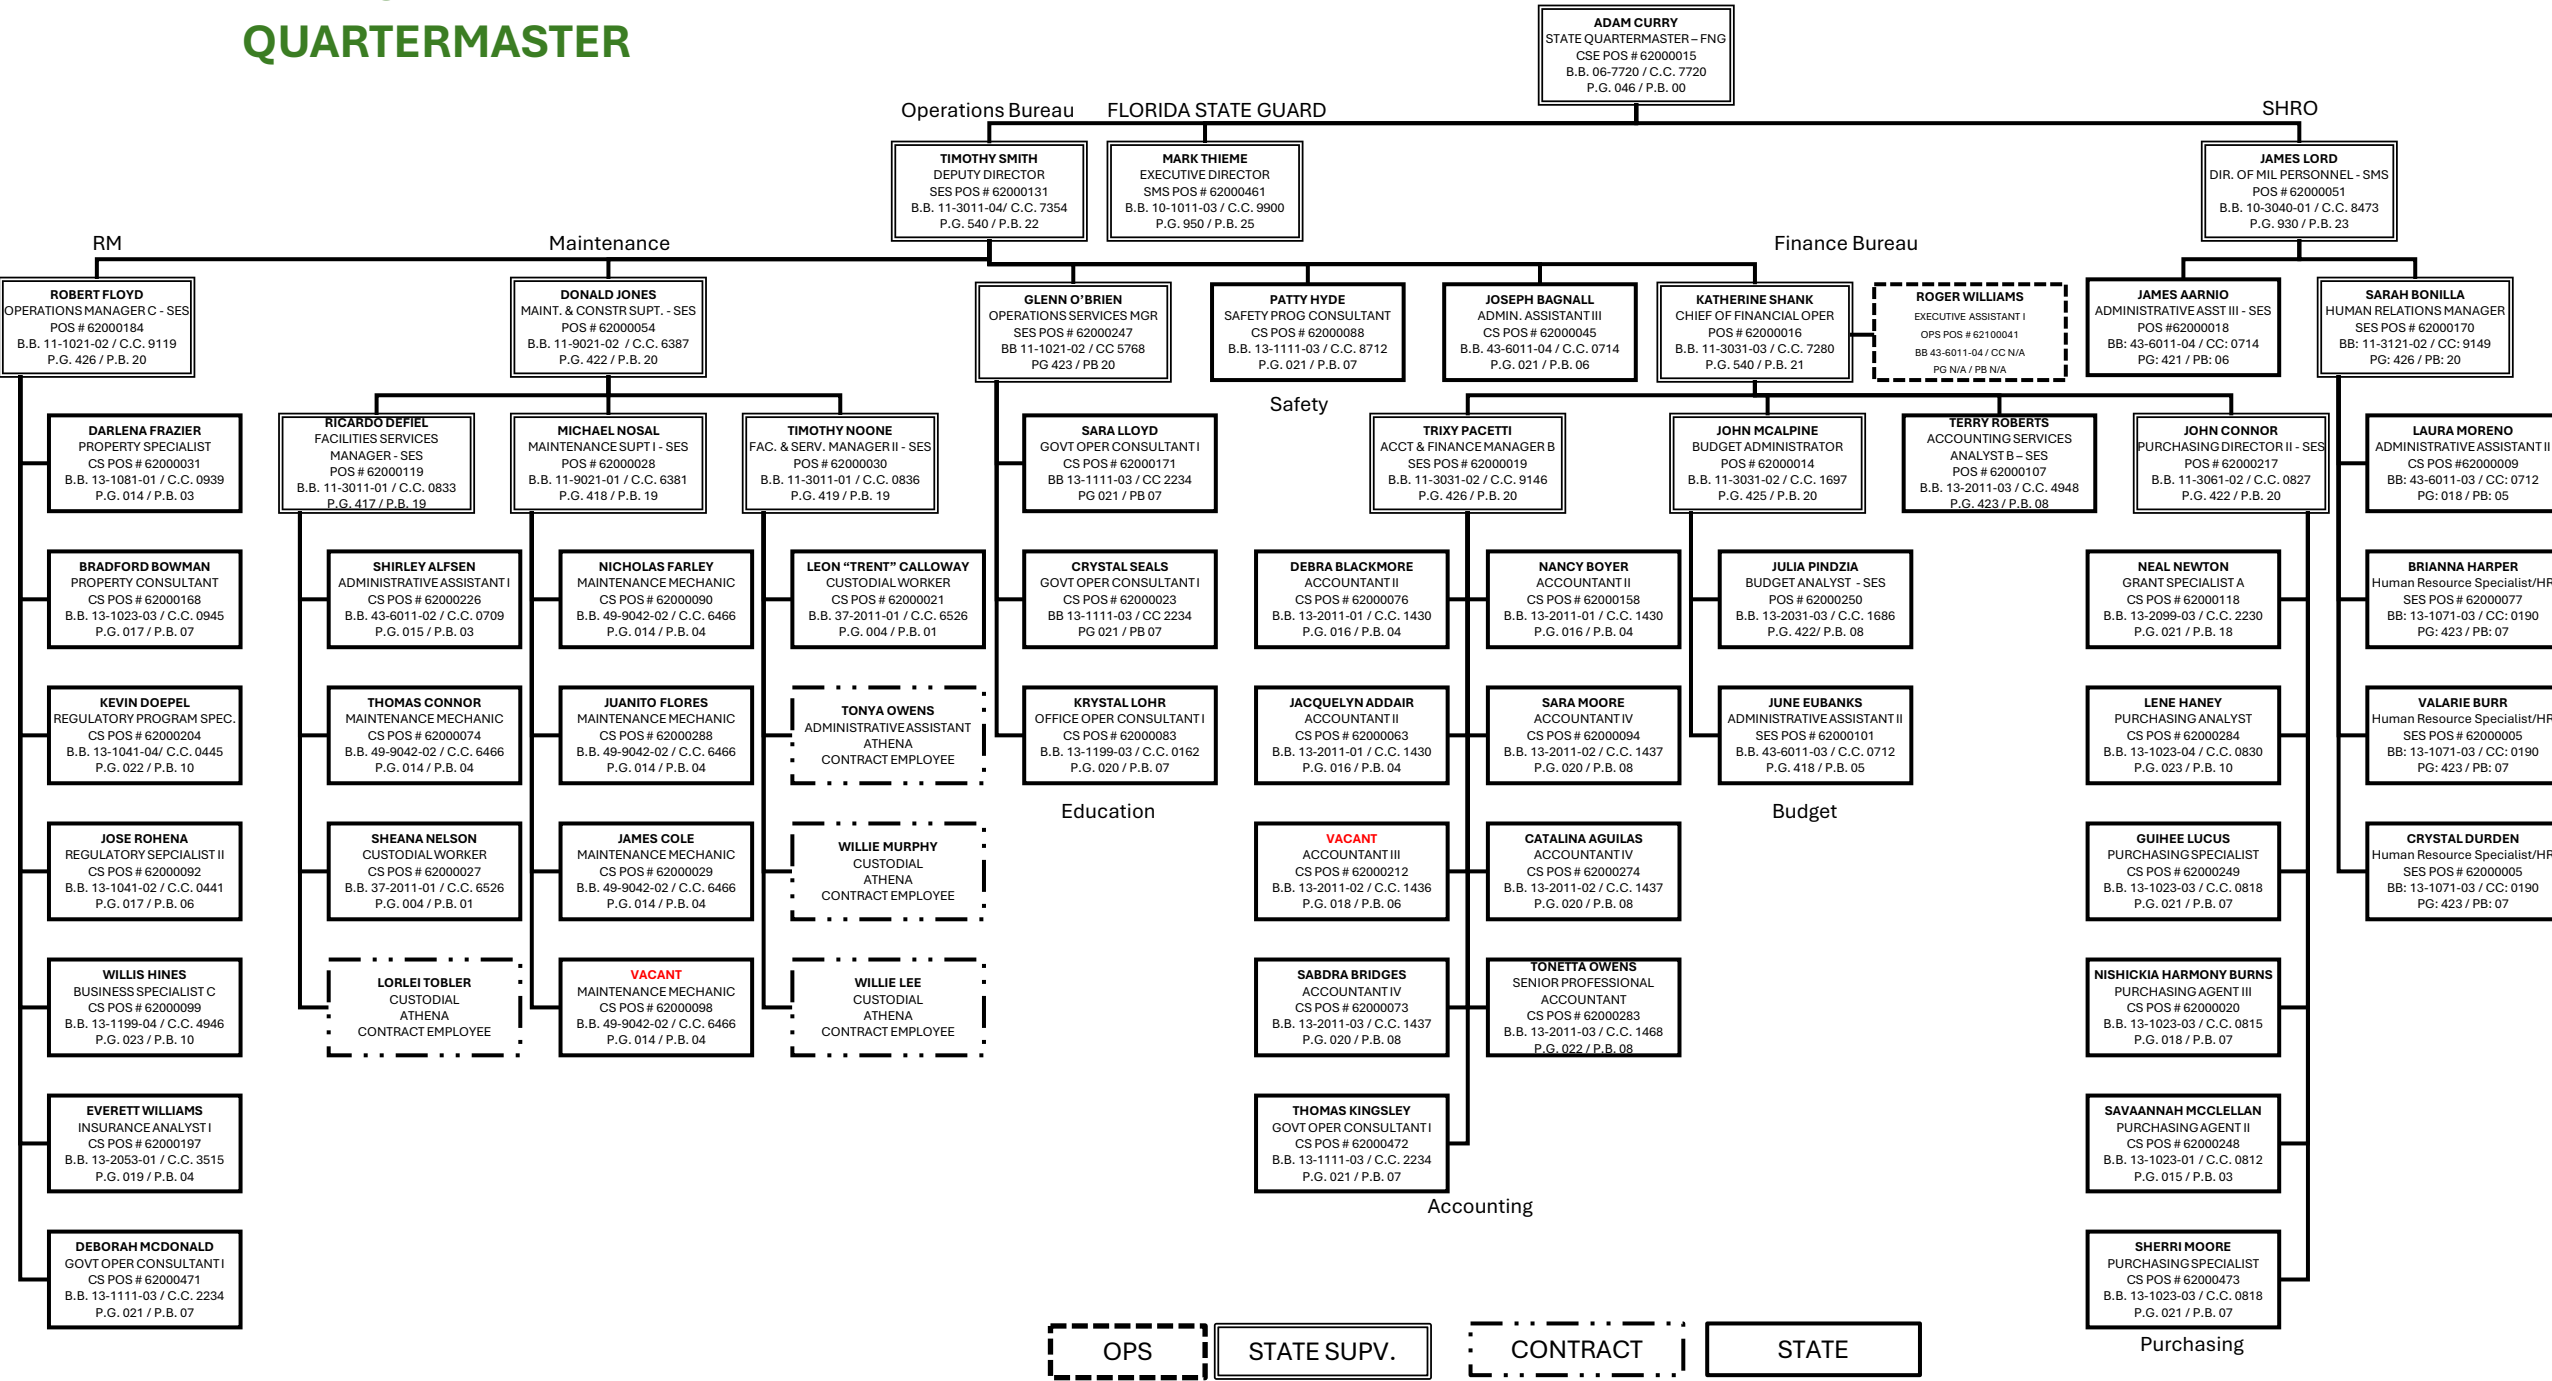 QUARTERMASTER
ADAM CURRY
STATE QUARTERMASTER – FNG
CSE POS # 62000015
B.B. 06-7720 / C.C. 7720
P.G. 046 / P.B. 00
Operations Bureau
FLORIDA STATE GUARD
SHRO
TIMOTHY SMITH
DEPUTY DIRECTOR
SES POS # 62000131
B.B. 11-3011-04/ C.C. 7354
P.G. 540 / P.B. 22
MARK THIEME
EXECUTIVE DIRECTOR
SMS POS # 62000461
B.B. 10-1011-03 / C.C. 9900
P.G. 950 / P.B. 25
JAMES LORD
DIR. OF MIL PERSONNEL - SMS
POS # 62000051
B.B. 10-3040-01 / C.C. 8473
P.G. 930 / P.B. 23
RM
Maintenance
Finance Bureau
ROBERT FLOYD
OPERATIONS MANAGER C - SES
POS # 62000184
B.B. 11-1021-02 / C.C. 9119
P.G. 426 / P.B. 20
DONALD JONES
MAINT. & CONSTR SUPT. - SES
POS # 62000054
B.B. 11-9021-02 / C.C. 6387
P.G. 422 / P.B. 20
GLENN O’BRIEN
OPERATIONS SERVICES MGR
SES POS # 62000247
BB 11-1021-02 / CC 5768
PG 423 / PB 20
PATTY HYDE
SAFETY PROG CONSULTANT
CS POS # 62000088
B.B. 13-1111-03 / C.C. 8712
P.G. 021 / P.B. 07
JOSEPH BAGNALL
ADMIN. ASSISTANT III
CS POS # 62000045
B.B. 43-6011-04 / C.C. 0714
P.G. 021 / P.B. 06
KATHERINE SHANK
CHIEF OF FINANCIAL OPER
POS # 62000016
B.B. 11-3031-03 / C.C. 7280
P.G. 540 / P.B. 21
ROGER WILLIAMS
EXECUTIVE ASSISTANT I
OPS POS # 62100041
BB 43-6011-04 / CC N/A
PG N/A / PB N/A
JAMES AARNIO
ADMINISTRATIVE ASST III - SES
POS #62000018
BB: 43-6011-04 / CC: 0714
PG: 421 / PB: 06
SARAH BONILLA
HUMAN RELATIONS MANAGER
SES POS # 62000170
BB: 11-3121-02 / CC: 9149
PG: 426 / PB: 20
Safety
DARLENA FRAZIER
PROPERTY SPECIALIST
CS POS # 62000031
B.B. 13-1081-01 / C.C. 0939
P.G. 014 / P.B. 03
RICARDO DEFIEL
FACILITIES SERVICES
MANAGER - SES
POS # 62000119
B.B. 11-3011-01 / C.C. 0833
P.G. 417 / P.B. 19
MICHAEL NOSAL
MAINTENANCE SUPT I - SES
POS # 62000028
B.B. 11-9021-01 / C.C. 6381
P.G. 418 / P.B. 19
TIMOTHY NOONE
FAC. & SERV. MANAGER II - SES
POS # 62000030
B.B. 11-3011-01 / C.C. 0836
P.G. 419 / P.B. 19
SARA LLOYD
GOVT OPER CONSULTANT I
CS POS # 62000171
BB 13-1111-03 / CC 2234
PG 021 / PB 07
TRIXY PACETTI
ACCT & FINANCE MANAGER B
SES POS # 62000019
B.B. 11-3031-02 / C.C. 9146
P.G. 426 / P.B. 20
JOHN MCALPINE
BUDGET ADMINISTRATOR
POS # 62000014
B.B. 11-3031-02 / C.C. 1697
P.G. 425 / P.B. 20
TERRY ROBERTS
ACCOUNTING SERVICES
ANALYST B – SES
POS # 62000107
B.B. 13-2011-03 / C.C. 4948
P.G. 423 / P.B. 08
JOHN CONNOR
PURCHASING DIRECTOR II - SES
POS # 62000217
B.B. 11-3061-02 / C.C. 0827
P.G. 422 / P.B. 20
LAURA MORENO
ADMINISTRATIVE ASSISTANT II
CS POS #62000009
BB: 43-6011-03 / CC: 0712
PG: 018 / PB: 05
BRADFORD BOWMAN
PROPERTY CONSULTANT
CS POS # 62000168
B.B. 13-1023-03 / C.C. 0945
P.G. 017 / P.B. 07
SHIRLEY ALFSEN
ADMINISTRATIVE ASSISTANT I
CS POS # 62000226
B.B. 43-6011-02 / C.C. 0709
P.G. 015 / P.B. 03
NICHOLAS FARLEY
MAINTENANCE MECHANIC
CS POS # 62000090
B.B. 49-9042-02 / C.C. 6466
P.G. 014 / P.B. 04
LEON “TRENT” CALLOWAY
CUSTODIAL WORKER
CS POS # 62000021
B.B. 37-2011-01 / C.C. 6526
P.G. 004 / P.B. 01
CRYSTAL SEALS
GOVT OPER CONSULTANT I
CS POS # 62000023
BB 13-1111-03 / CC 2234
PG 021 / PB 07
DEBRA BLACKMORE
ACCOUNTANT II
CS POS # 62000076
B.B. 13-2011-01 / C.C. 1430
P.G. 016 / P.B. 04
NANCY BOYER
ACCOUNTANT II
CS POS # 62000158
B.B. 13-2011-01 / C.C. 1430
P.G. 016 / P.B. 04
JULIA PINDZIA
BUDGET ANALYST - SES
POS # 62000250
B.B. 13-2031-03 / C.C. 1686
P.G. 422/ P.B. 08
NEAL NEWTON
GRANT SPECIALIST A
CS POS # 62000118
B.B. 13-2099-03 / C.C. 2230
P.G. 021 / P.B. 18
BRIANNA HARPER
Human Resource Specialist/HR
SES POS # 62000077
BB: 13-1071-03 / CC: 0190
PG: 423 / PB: 07
KEVIN DOEPEL
REGULATORY PROGRAM SPEC.
CS POS # 62000204
B.B. 13-1041-04/ C.C. 0445
P.G. 022 / P.B. 10
THOMAS CONNOR
MAINTENANCE MECHANIC
CS POS # 62000074
B.B. 49-9042-02 / C.C. 6466
P.G. 014 / P.B. 04
JUANITO FLORES
MAINTENANCE MECHANIC
CS POS # 62000288
B.B. 49-9042-02 / C.C. 6466
P.G. 014 / P.B. 04
TONYA OWENS
ADMINISTRATIVE ASSISTANT
ATHENA
CONTRACT EMPLOYEE
KRYSTAL LOHR
OFFICE OPER CONSULTANT I
CS POS # 62000083
B.B. 13-1199-03 / C.C. 0162
P.G. 020 / P.B. 07
JACQUELYN ADDAIR
ACCOUNTANT II
CS POS # 62000063
B.B. 13-2011-01 / C.C. 1430
P.G. 016 / P.B. 04
SARA MOORE
ACCOUNTANT IV
CS POS # 62000094
B.B. 13-2011-02 / C.C. 1437
P.G. 020 / P.B. 08
JUNE EUBANKS
ADMINISTRATIVE ASSISTANT II
SES POS # 62000101
B.B. 43-6011-03 / C.C. 0712
P.G. 418 / P.B. 05
LENE HANEY
PURCHASING ANALYST
CS POS # 62000284
B.B. 13-1023-04 / C.C. 0830
P.G. 023 / P.B. 10
VALARIE BURR
Human Resource Specialist/HR
SES POS # 62000005
BB: 13-1071-03 / CC: 0190
PG: 423 / PB: 07
Education
Budget
JOSE ROHENA
REGULATORY SEPCIALIST II
CS POS # 62000092
B.B. 13-1041-02 / C.C. 0441
P.G. 017 / P.B. 06
SHEANA NELSON
CUSTODIAL WORKER
CS POS # 62000027
B.B. 37-2011-01 / C.C. 6526
P.G. 004 / P.B. 01
JAMES COLE
MAINTENANCE MECHANIC
CS POS # 62000029
B.B. 49-9042-02 / C.C. 6466
P.G. 014 / P.B. 04
WILLIE MURPHY
CUSTODIAL
ATHENA
CONTRACT EMPLOYEE
VACANT
ACCOUNTANT III
CS POS # 62000212
B.B. 13-2011-02 / C.C. 1436
P.G. 018 / P.B. 06
CATALINA AGUILAS
ACCOUNTANT IV
CS POS # 62000274
B.B. 13-2011-02 / C.C. 1437
P.G. 020 / P.B. 08
GUIHEE LUCUS
PURCHASING SPECIALIST
CS POS # 62000249
B.B. 13-1023-03 / C.C. 0818
P.G. 021 / P.B. 07
CRYSTAL DURDEN
Human Resource Specialist/HR
SES POS # 62000005
BB: 13-1071-03 / CC: 0190
PG: 423 / PB: 07
WILLIS HINES
BUSINESS SPECIALIST C
CS POS # 62000099
B.B. 13-1199-04 / C.C. 4946
P.G. 023 / P.B. 10
LORLEI TOBLER
CUSTODIAL
ATHENA
CONTRACT EMPLOYEE
VACANT
MAINTENANCE MECHANIC
CS POS # 62000098
B.B. 49-9042-02 / C.C. 6466
P.G. 014 / P.B. 04
WILLIE LEE
CUSTODIAL
ATHENA
CONTRACT EMPLOYEE
SABDRA BRIDGES
ACCOUNTANT IV
CS POS # 62000073
B.B. 13-2011-03 / C.C. 1437
P.G. 020 / P.B. 08
TONETTA OWENS
SENIOR PROFESSIONAL
ACCOUNTANT
CS POS # 62000283
B.B. 13-2011-03 / C.C. 1468
P.G. 022 / P.B. 08
NISHICKIA HARMONY BURNS
PURCHASING AGENT III
CS POS # 62000020
B.B. 13-1023-03 / C.C. 0815
P.G. 018 / P.B. 07
EVERETT WILLIAMS
INSURANCE ANALYST I
CS POS # 62000197
B.B. 13-2053-01 / C.C. 3515
P.G. 019 / P.B. 04
THOMAS KINGSLEY
GOVT OPER CONSULTANT I
CS POS # 62000472
B.B. 13-1111-03 / C.C. 2234
P.G. 021 / P.B. 07
SAVAANNAH MCCLELLAN
PURCHASING AGENT II
CS POS # 62000248
B.B. 13-1023-01 / C.C. 0812
P.G. 015 / P.B. 03
Accounting
DEBORAH MCDONALD
GOVT OPER CONSULTANT I
CS POS # 62000471
B.B. 13-1111-03 / C.C. 2234
P.G. 021 / P.B. 07
SHERRI MOORE
PURCHASING SPECIALIST
CS POS # 62000473
B.B. 13-1023-03 / C.C. 0818
P.G. 021 / P.B. 07
Purchasing
OPS
STATE SUPV.
CONTRACT
STATE